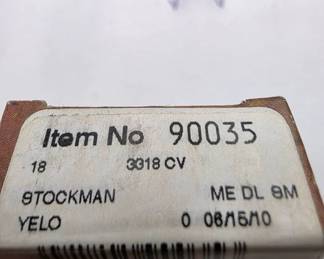 Item No 90035
18 3318 CV
STOCKMAN ME DL SM
YELO 0 06/15/10